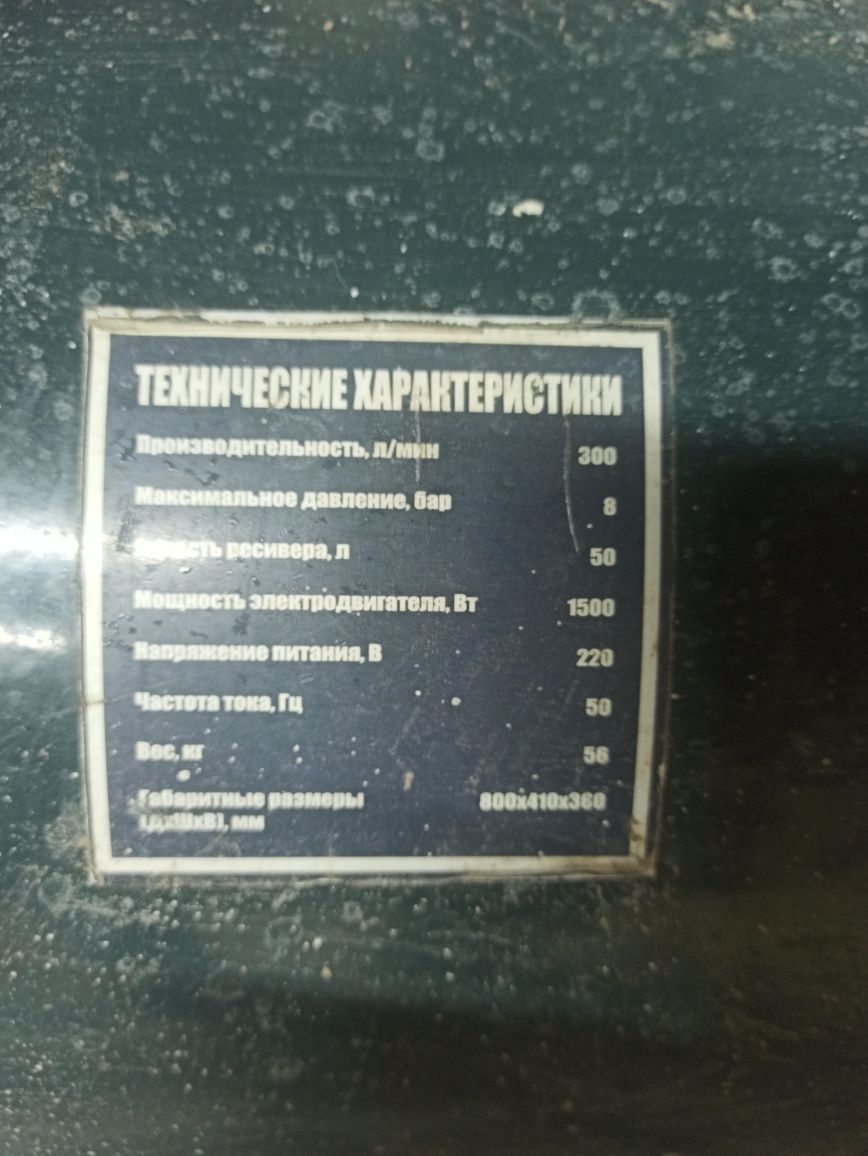 ТЕХНИЧЕСКИЕ ХАРАКТЕРИСТИКИ
Производительность, л/мин 300
Максимальное давление, бар 8
ресивера, л 50
Мощность электродвигателя, Вт 1500
Напряжение питания, В 220
Частота тока, Гц 50
Вес, кг 56
Габаритные размеры 800х410х360
(ДхШхВ), мм